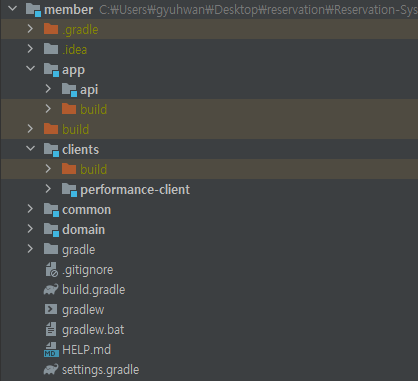 member C:₩Users₩gyuhwan₩Desktop₩reservation₩Reservation-Sys
.gradle
.idea
app
api
build
build
clients
build
performance-client
common
domain
gradle
.gitignore
build.gradle
gradlew
gradlew.bat
MD HELP.md
settings.gradle